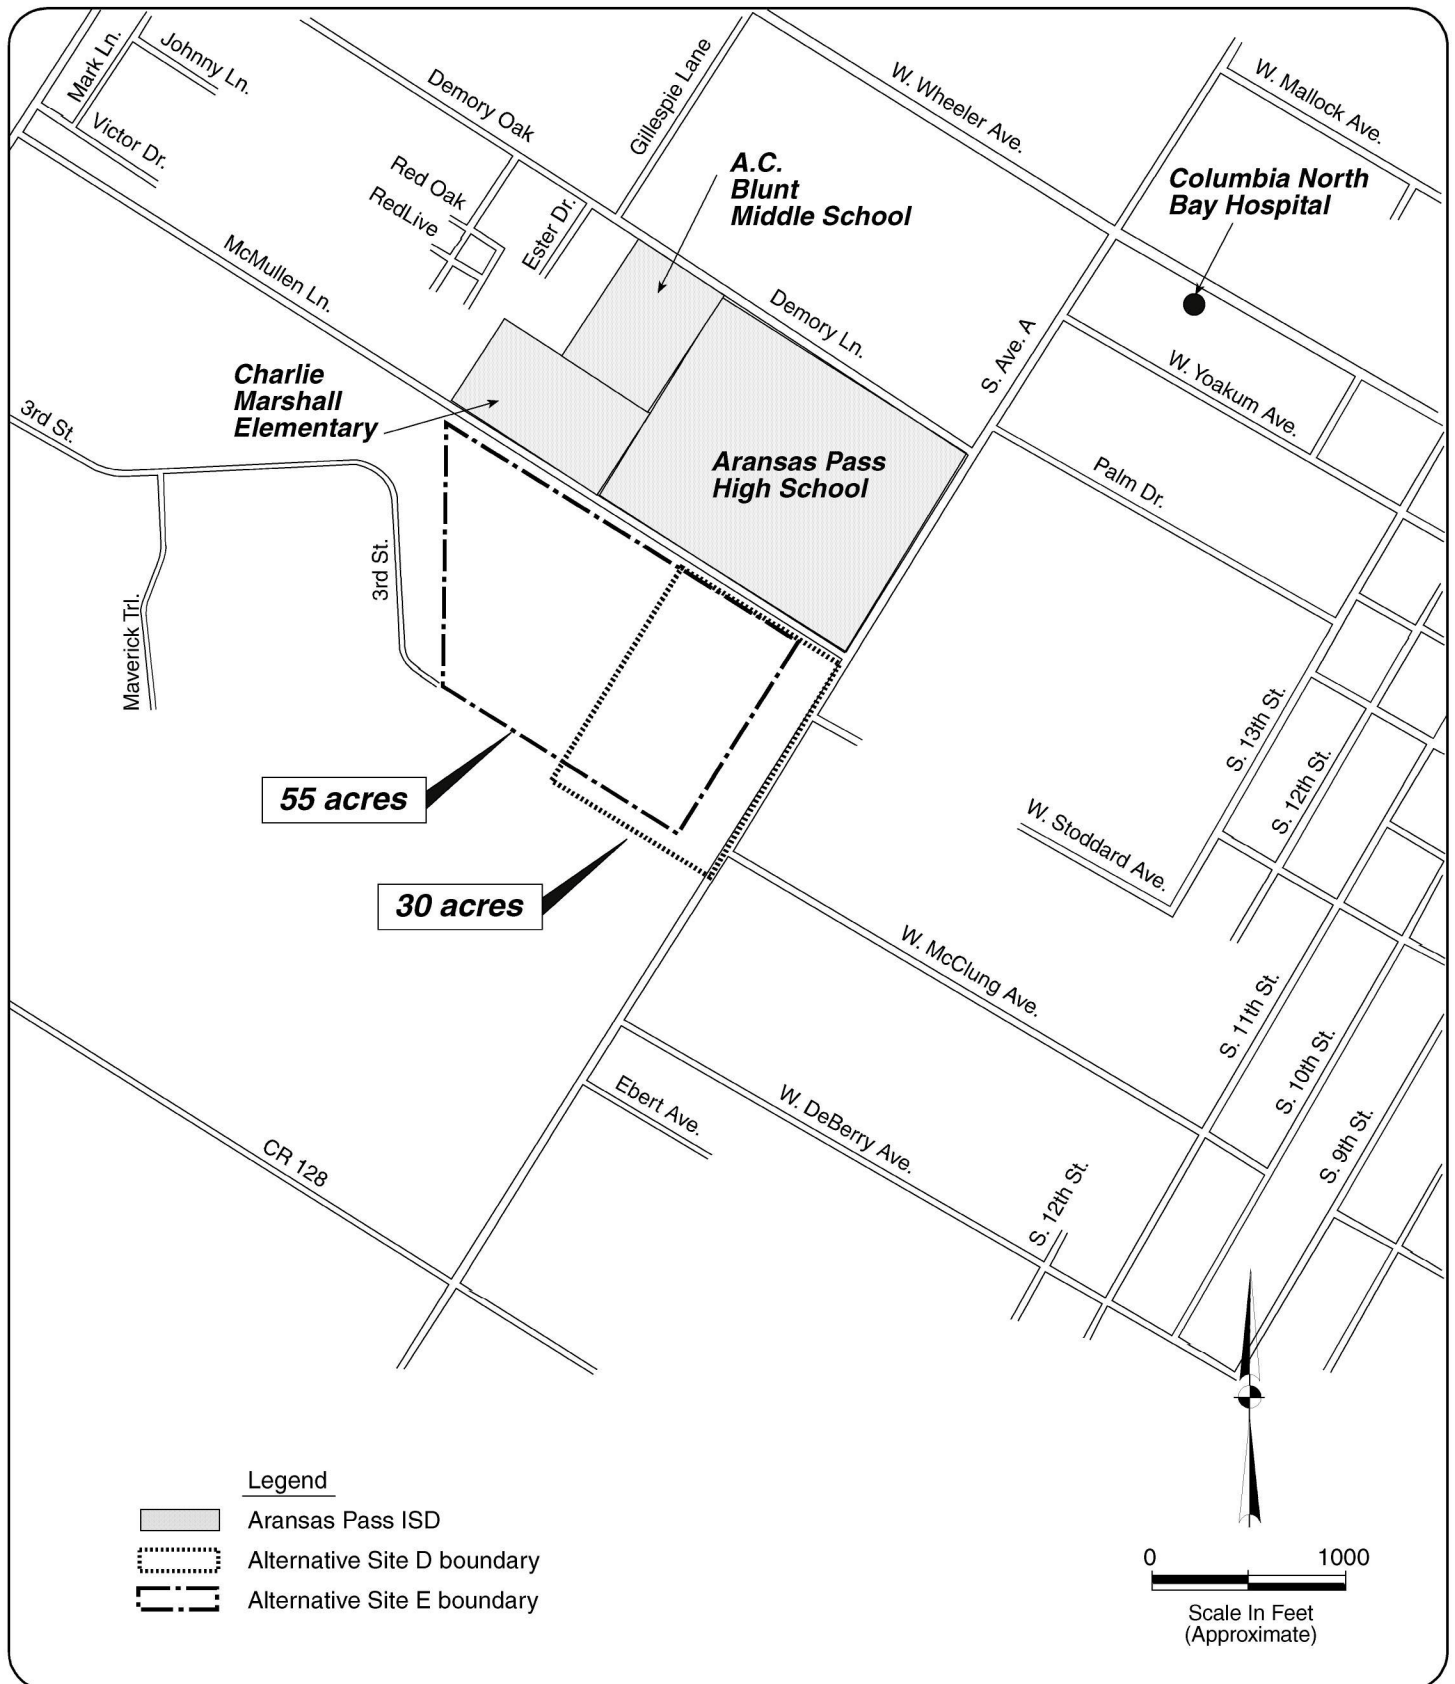 Mark Ln.
Johnny Ln.
Victor Dr.
Demory Oak
Gillespie Lane
W. Wheeler Ave.
W. Mallock Ave.
Red Oak
RedLive
Ester Dr.
A.C.
Blunt
Middle School
Columbia North
Bay Hospital
McMullen Ln.
Demory Ln.
S. Ave. A
W. Yoakum Ave.
Charlie
Marshall
Elementary
3rd St.
Aransas Pass
High School
Palm Dr.
3rd St.
Maverick Trl.
S. 13th St.
S. 12th St.
55 acres
W. Stoddard Ave.
30 acres
W. McClung Ave.
S. 11th St.
S. 10th St.
S. 9th St.
Ebert Ave.
W. DeBerry Ave.
CR 128
S. 12th St.
Legend
Aransas Pass ISD
Alternative Site D boundary
Alternative Site E boundary
0 1000
Scale In Feet
(Approximate)